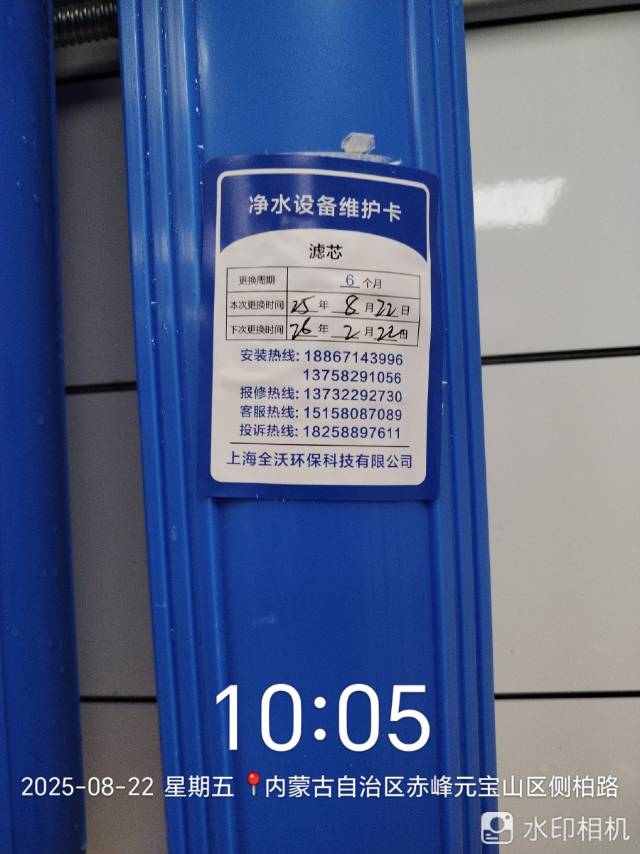 净水设备维护卡
滤芯
更换周期 6 个月
本次更换时间 25 年 8 月 22 日
下次更换时间 26 年 2 月 22 日
安装热线: 18867143996
13758291056
报修热线: 13732292730
客服热线: 15158087089
投诉热线: 18258897611
上海全沃环保科技有限公司
10:05
2025-08-22 星期五 内蒙古自治区赤峰元宝山区侧柏路
水印相机